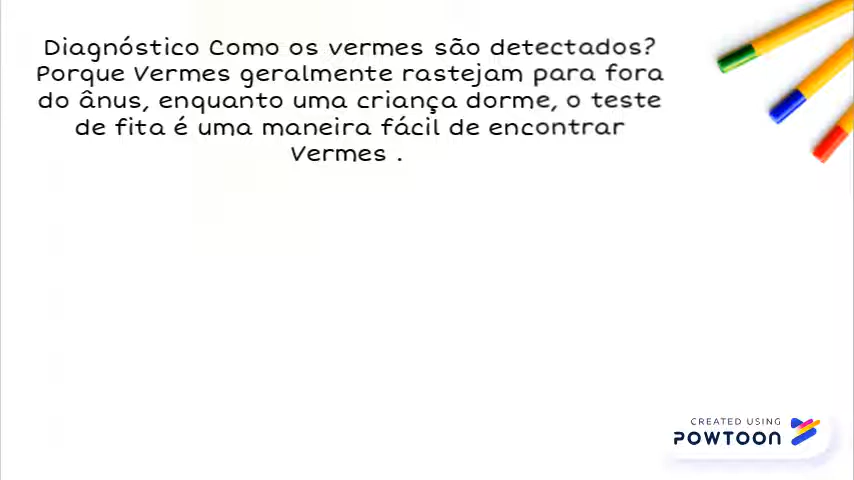 Diagnóstico Como os vermes são detectados?
Porque Vermes geralmente rastejam para fora
do ânus, enquanto uma criança dorme, o teste
de fita é uma maneira fácil de encontrar
Vermes .
CREATED USING
POWTOON